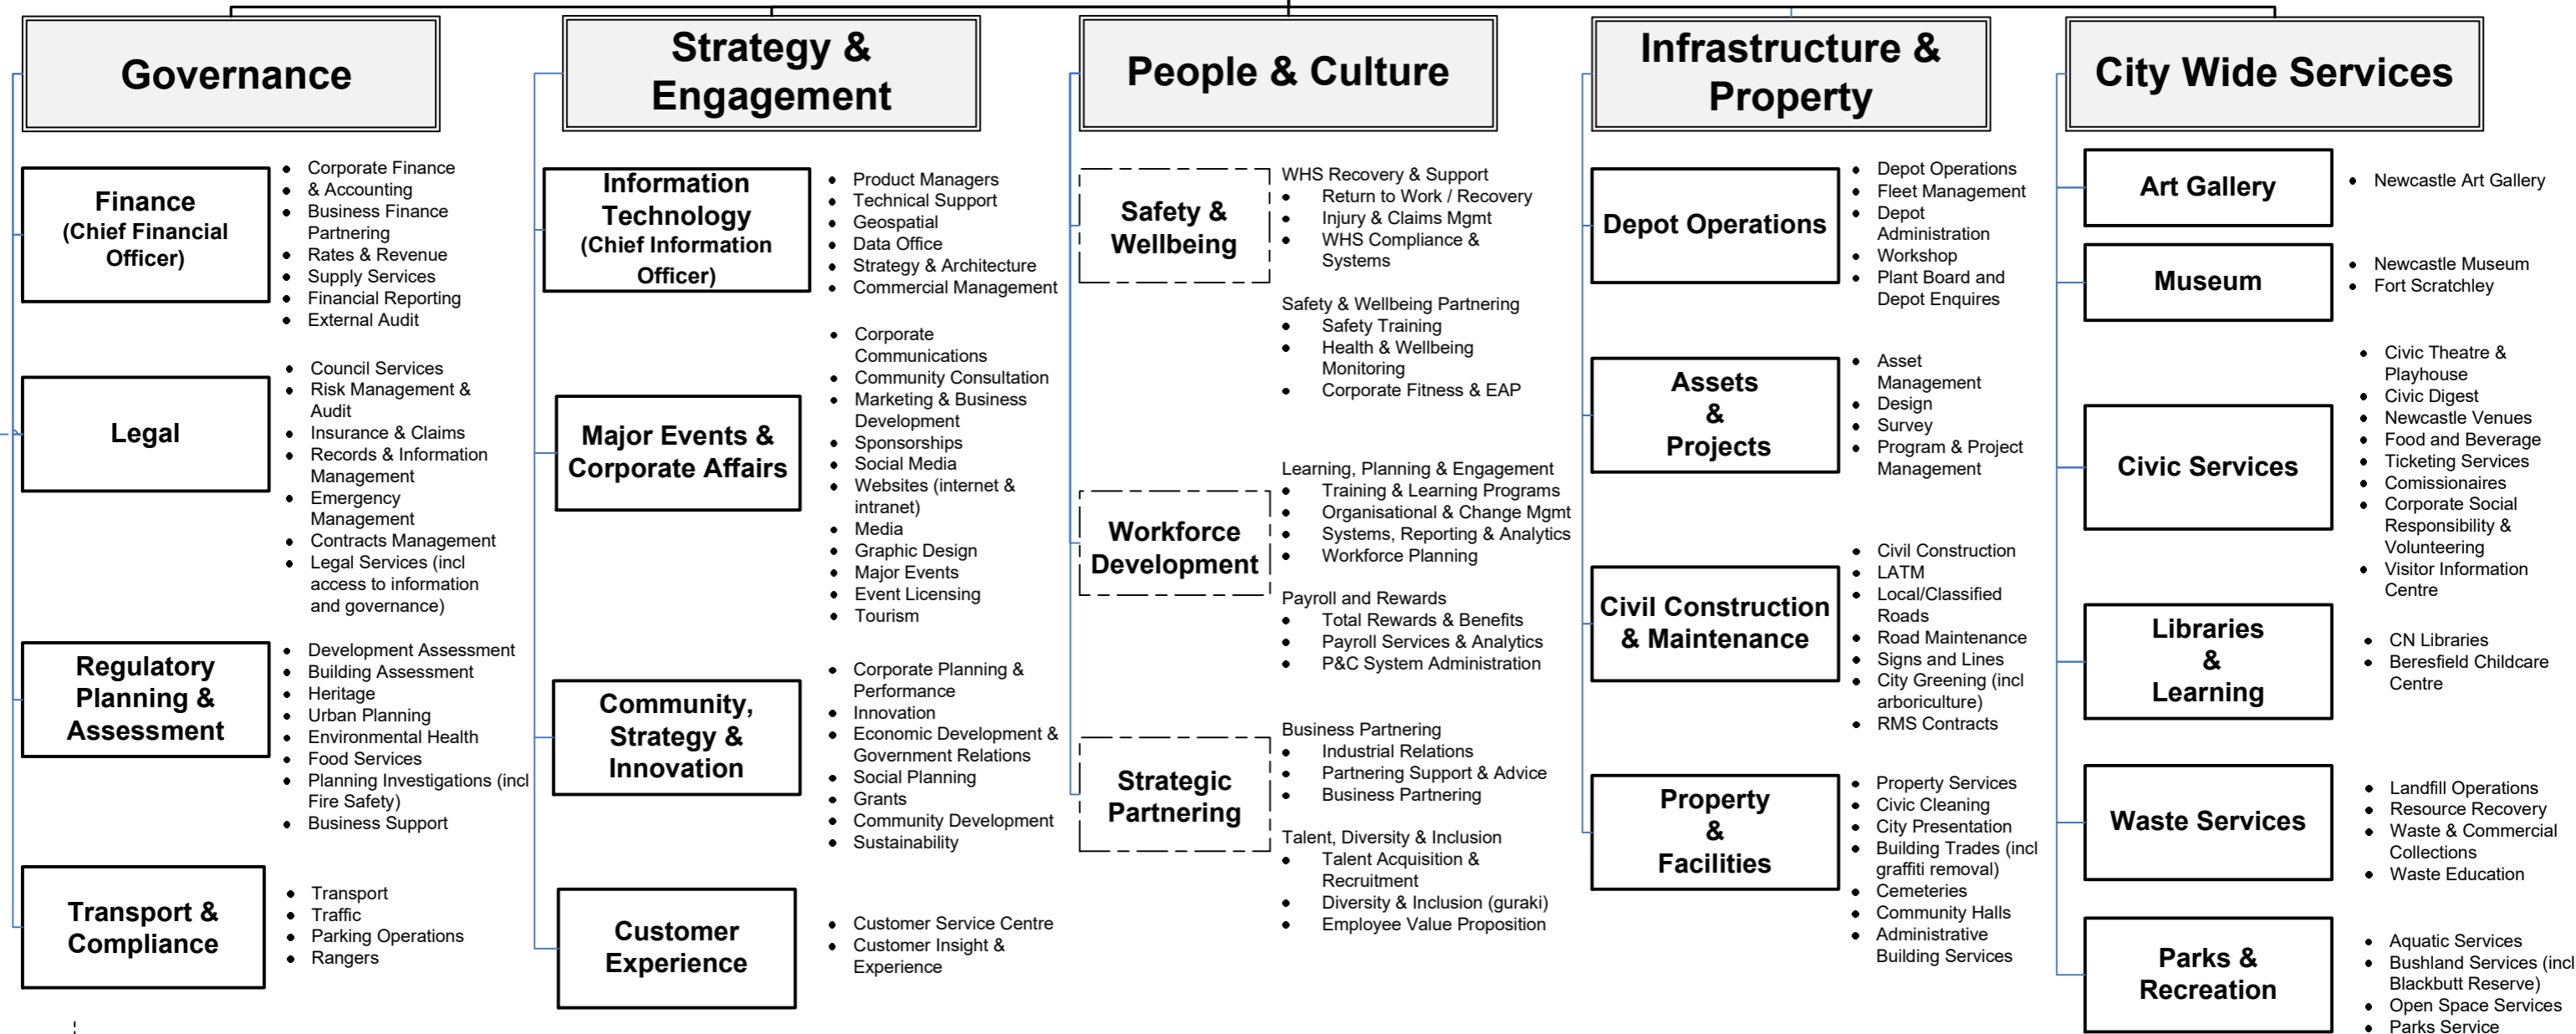 Governance
Finance
(Chief Financial
Officer)
• Corporate Finance
• & Accounting
• Business Finance
Partnering
• Rates & Revenue
• Supply Services
• Financial Reporting
• External Audit
Legal
• Council Services
• Risk Management &
Audit
• Insurance & Claims
• Records & Information
Management
• Emergency
Management
• Contracts Management
• Legal Services (incl
access to information
and governance)
Regulatory
Planning &
Assessment
• Development Assessment
• Building Assessment
• Heritage
• Urban Planning
• Environmental Health
• Food Services
• Planning Investigations (incl
Fire Safety)
• Business Support
Transport &
Compliance
• Transport
• Traffic
• Parking Operations
• Rangers
Strategy &
Engagement
Information
Technology
(Chief Information
Officer)
• Product Managers
• Technical Support
• Geospatial
• Data Office
• Strategy & Architecture
• Commercial Management
Major Events &
Corporate Affairs
• Corporate
Communications
• Community Consultation
• Marketing & Business
Development
• Sponsorships
• Social Media
• Websites (internet &
intranet)
• Media
• Graphic Design
• Major Events
• Event Licensing
• Tourism
Community,
Strategy &
Innovation
• Corporate Planning &
Performance
• Innovation
• Economic Development &
Government Relations
• Social Planning
• Grants
• Community Development
• Sustainability
Customer
Experience
• Customer Service Centre
• Customer Insight &
Experience
People & Culture
Safety &
Wellbeing
WHS Recovery & Support
• Return to Work / Recovery
• Injury & Claims Mgmt
• WHS Compliance &
Systems
Safety & Wellbeing Partnering
• Safety Training
• Health & Wellbeing
Monitoring
• Corporate Fitness & EAP
Workforce
Development
Learning, Planning & Engagement
• Training & Learning Programs
• Organisational & Change Mgmt
• Systems, Reporting & Analytics
• Workforce Planning
Payroll and Rewards
• Total Rewards & Benefits
• Payroll Services & Analytics
• P&C System Administration
Strategic
Partnering
Business Partnering
• Industrial Relations
• Partnering Support & Advice
• Business Partnering
Talent, Diversity & Inclusion
• Talent Acquisition &
Recruitment
• Diversity & Inclusion (guraki)
• Employee Value Proposition
Infrastructure &
Property
Depot Operations
• Depot Operations
• Fleet Management
• Depot
Administration
• Workshop
• Plant Board and
Depot Enquires
Assets
&
Projects
• Asset
Management
• Design
• Survey
• Program & Project
Management
Civil Construction
& Maintenance
• Civil Construction
• LATM
• Local/Classified
Roads
• Road Maintenance
• Signs and Lines
• City Greening (incl
arboriculture)
• RMS Contracts
Property
&
Facilities
• Property Services
• Civic Cleaning
• City Presentation
• Building Trades (incl
graffiti removal)
• Cemeteries
• Community Halls
• Administrative
Building Services
City Wide Services
Art Gallery
• Newcastle Art Gallery
Museum
• Newcastle Museum
• Fort Scratchley
Civic Services
• Civic Theatre &
Playhouse
• Civic Digest
• Newcastle Venues
• Food and Beverage
• Ticketing Services
• Comissionaires
• Corporate Social
Responsibility &
Volunteering
• Visitor Information
Centre
Libraries
&
Learning
• CN Libraries
• Beresfield Childcare
Centre
Waste Services
• Landfill Operations
• Resource Recovery
• Waste & Commercial
Collections
• Waste Education
Parks &
Recreation
• Aquatic Services
• Bushland Services (incl
Blackbutt Reserve)
• Open Space Services
• Parks Service